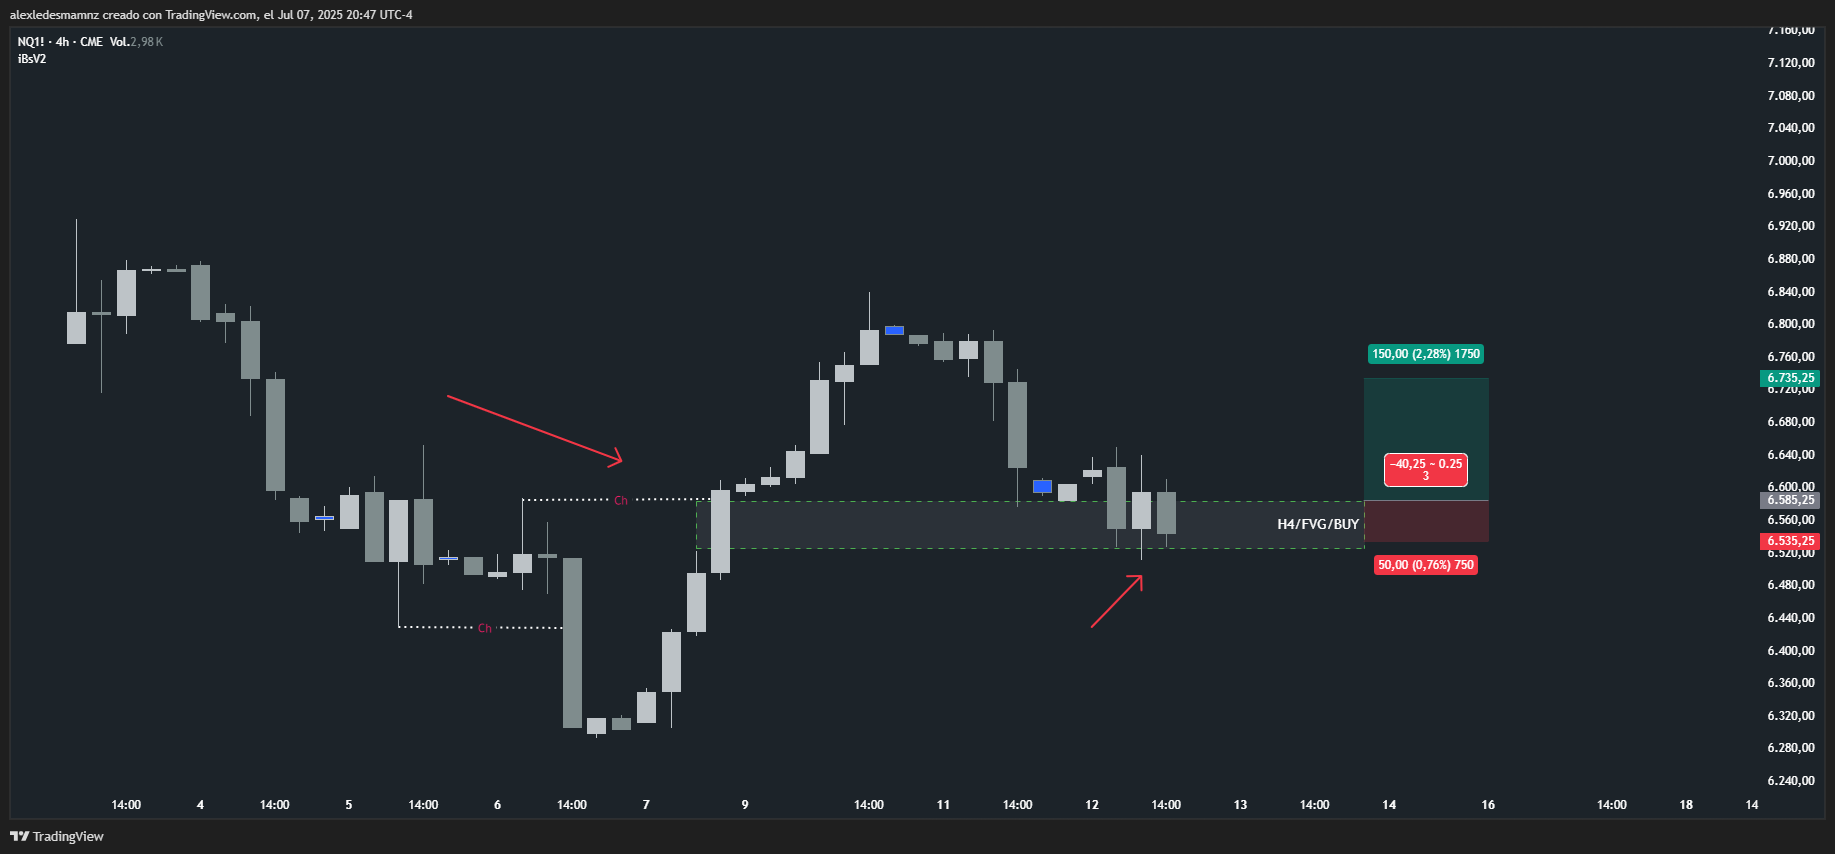 alexledesmamnz creado con TradingView.com, el Jul 07, 2025 20:47 UTC-4
NQ1! · 4h · CME Vol.2,98 K
iBsV2
7.160,00
7.120,00
7.080,00
7.040,00
7.000,00
6.960,00
6.920,00
6.880,00
6.840,00
6.800,00
6.760,00
150,00 (2,28%) 1750
6.735,25
6.720,00
6.680,00
6.640,00
−40,25 ~ 0.25
3
6.600,00
Ch
6.585,25
H4/FVG/BUY
6.560,00
6.535,25
6.520,00
50,00 (0,76%) 750
6.480,00
6.440,00
Ch
6.400,00
6.360,00
6.320,00
6.280,00
6.240,00
14:00 4 14:00 5 14:00 6 14:00 7 9 14:00 11 14:00 12 14:00 13 14:00 14 16 14:00 18 14
TradingView